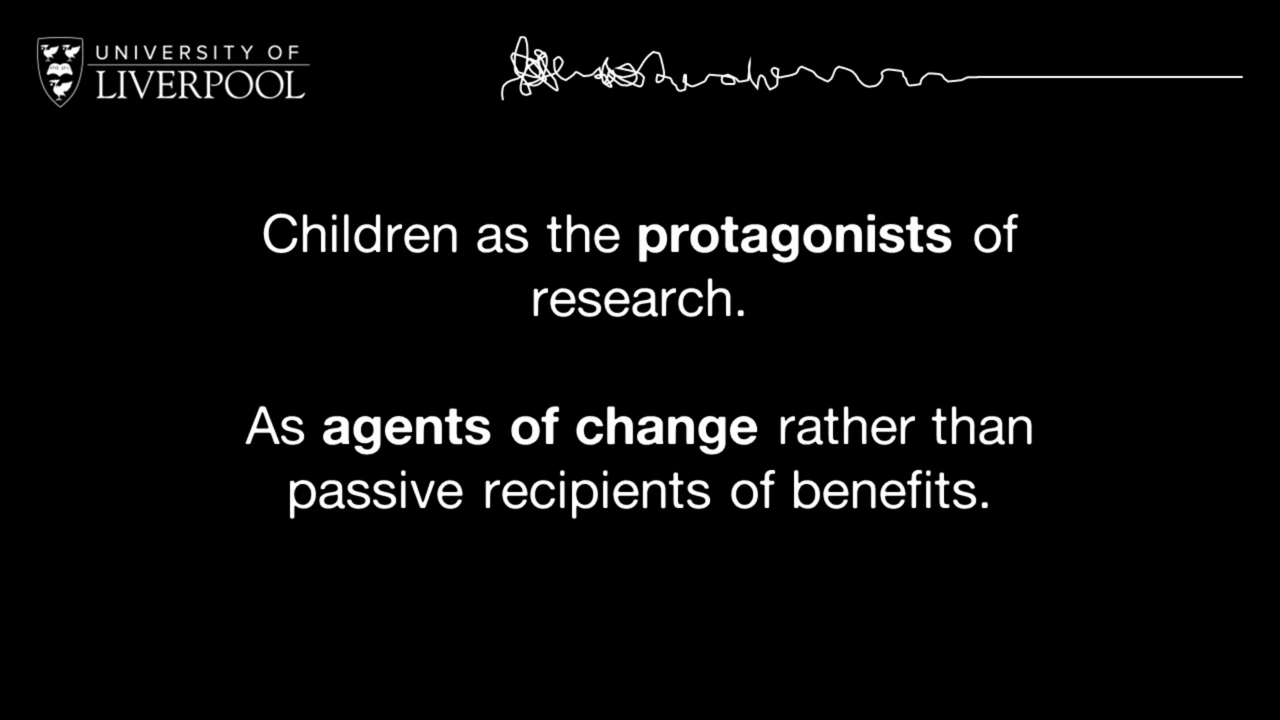 UNIVERSITY OF
LIVERPOOL
Children as the protagonists of
research.
As agents of change rather than
passive recipients of benefits.